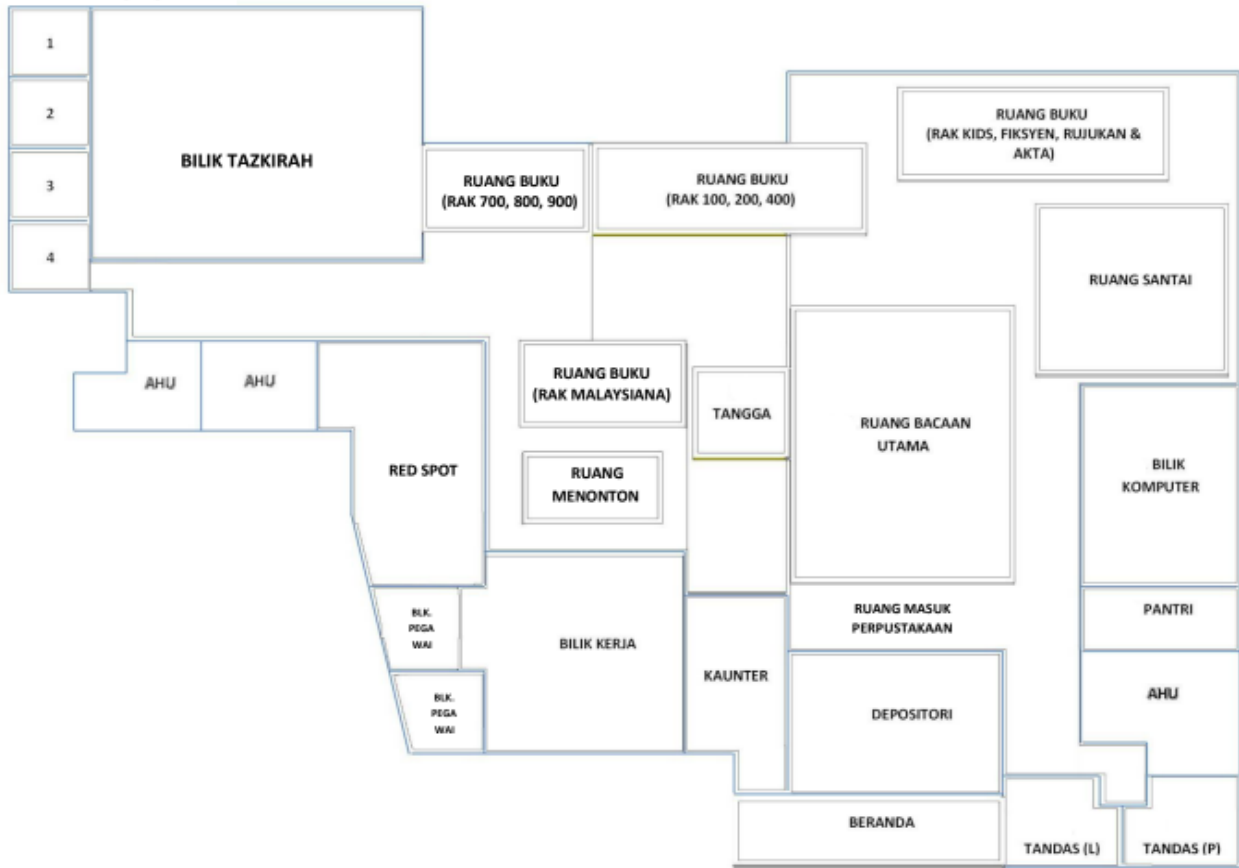 1
2
3
4
BILIK TAZKIRAH
RUANG BUKU
(RAK 700, 800, 900)
RUANG BUKU
(RAK 100, 200, 400)
RUANG BUKU
(RAK KIDS, FIKSYEN, RUJUKAN &
AKTA)
RUANG SANTAI
AHU
AHU
RED SPOT
RUANG BUKU
(RAK MALAYSIANA)
TANGGA
RUANG BACAAN
UTAMA
RUANG
MENONTON
BILIK
KOMPUTER
BLK.
PEGA
WAI
BILIK KERJA
RUANG MASUK
PERPUSTAKAAN
PANTRI
BLK.
PEGA
WAI
KAUNTER
DEPOSITORI
AHU
BERANDA
TANDAS (L)
TANDAS (P)